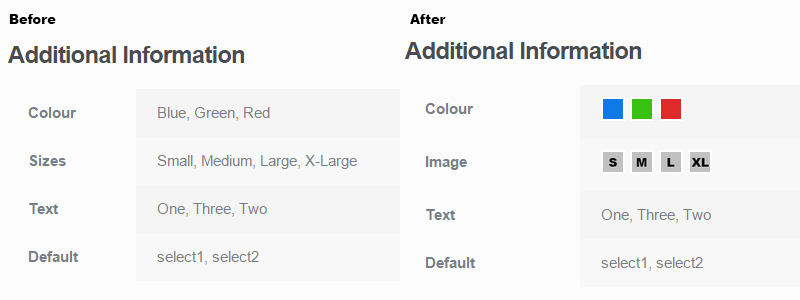 Before
Additional Information
Colour Blue, Green, Red
Sizes Small, Medium, Large, X-Large
Text One, Three, Two
Default select1, select2
After
Additional Information
Colour
Image S M L XL
Text One, Three, Two
Default select1, select2